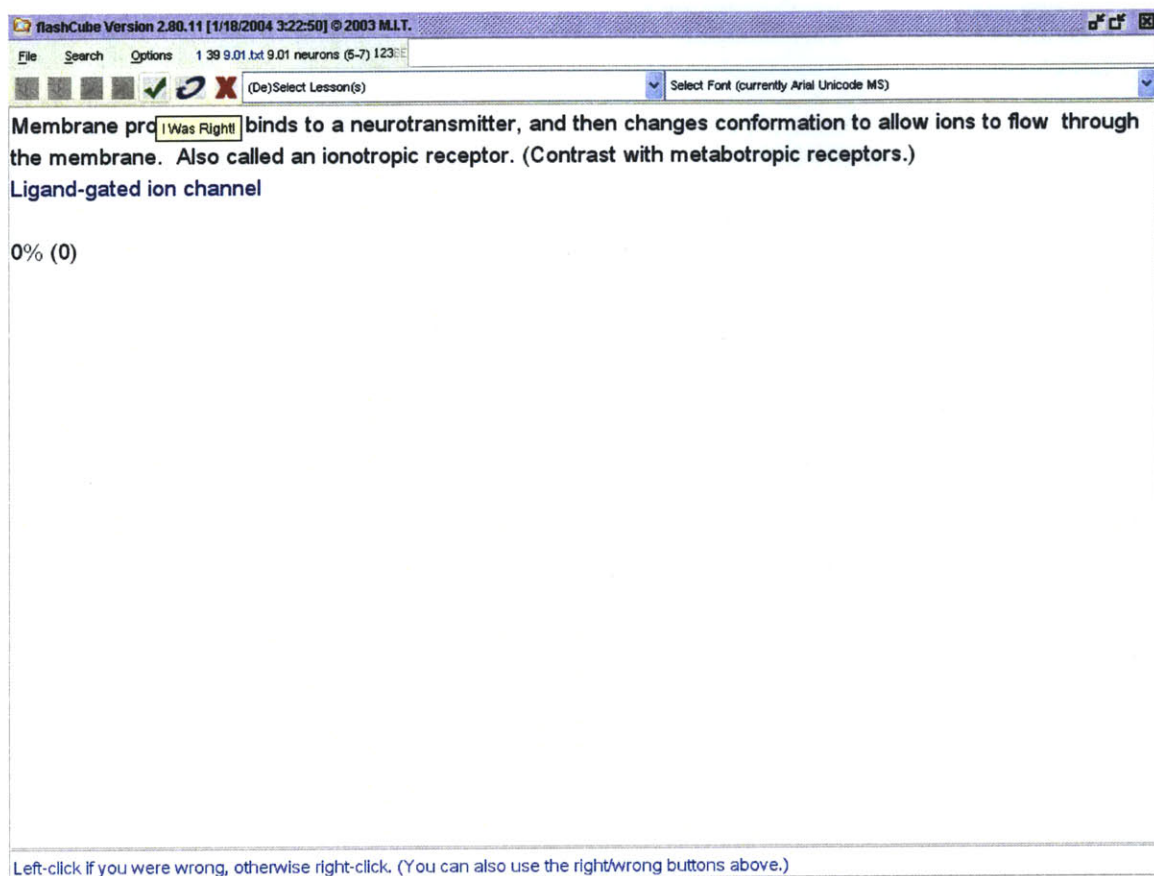 flashCube Version 2.80.11 [1/18/2004 3:22:50] © 2003 M.I.T.
File Search Options 1 39 9.01.txt 9.01 neurons (5-7) 123
(De)Select Lesson(s) Select Font (currently Arial Unicode MS)
I Was Right!
Membrane pro binds to a neurotransmitter, and then changes conformation to allow ions to flow through
the membrane. Also called an ionotropic receptor. (Contrast with metabotropic receptors.)
Ligand-gated ion channel
0% (0)
Left-click if you were wrong, otherwise right-click. (You can also use the right/wrong buttons above.)